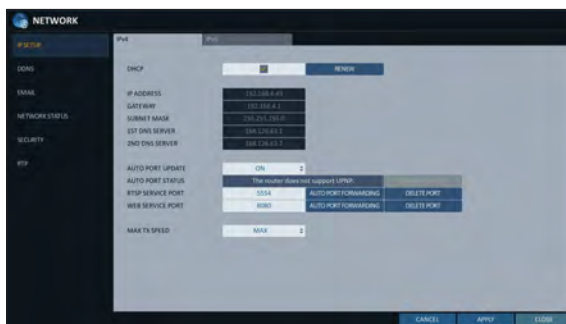 NETWORK
IP SETUP
DDNS
EMAIL
NETWORK STATUS
SECURITY
RTP
IPv4
IPv6
DHCP
RENEW
IP ADDRESS
GATEWAY
SUBNET MASK
1ST DNS SERVER
2ND DNS SERVER
AUTO PORT UPDATE ON
AUTO PORT STATUS The router does not support UPNP.
RTSP SERVICE PORT 5554 AUTO PORT FORWARDING DELETE PORT
WEB SERVICE PORT 8080 AUTO PORT FORWARDING DELETE PORT
MAX TX SPEED MAX
CANCEL APPLY CLOSE